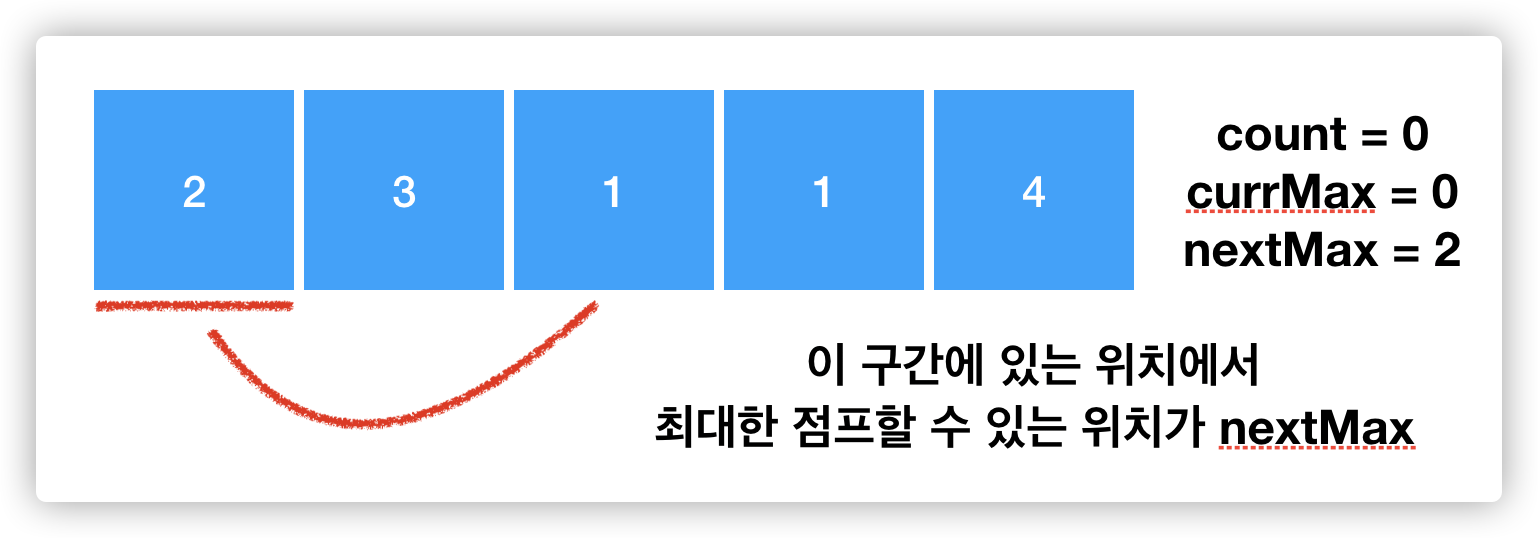 2 3 1 1 4
count = 0
currMax = 0
nextMax = 2
이 구간에 있는 위치에서
최대한 점프할 수 있는 위치가 nextMax